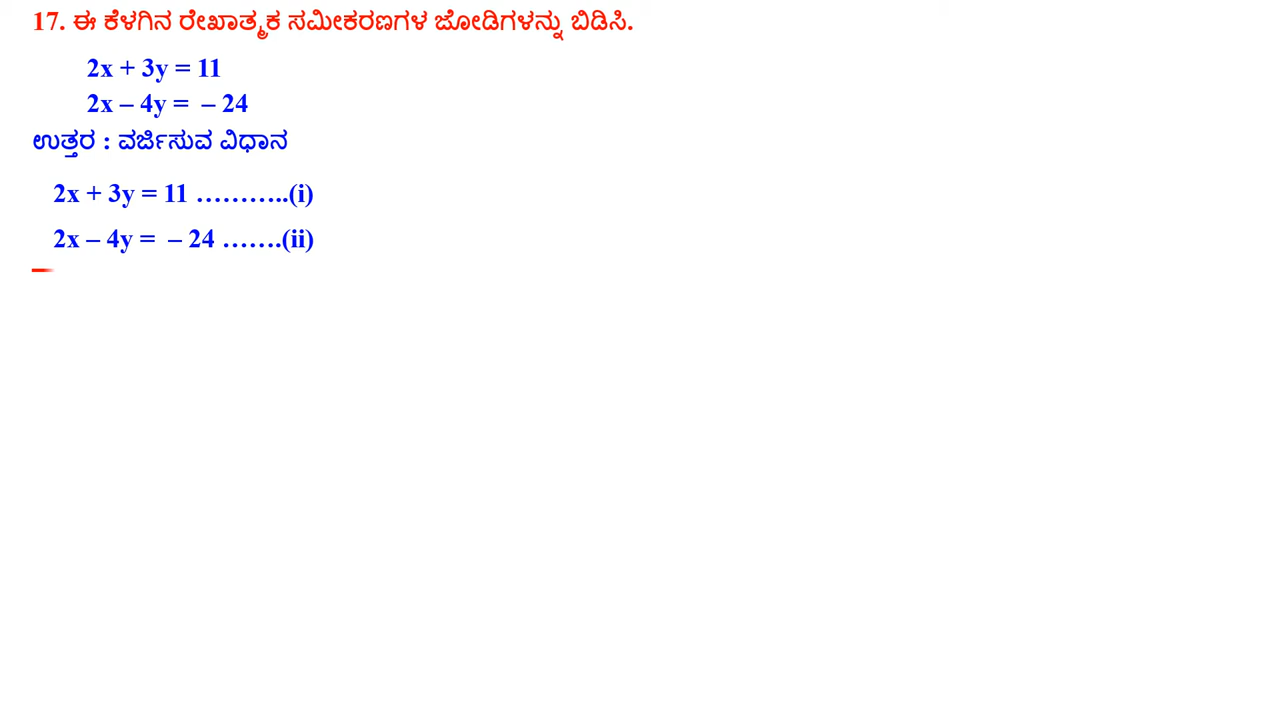 17. ಈ ಕೆಳಗಿನ ರೇಖಾತ್ಮಕ ಸಮೀಕರಣಗಳ ಜೋಡಿಗಳನ್ನು ಬಿಡಿಸಿ.
2x + 3y = 11
2x – 4y = – 24
ಉತ್ತರ : ವರ್ಜಿಸುವ ವಿಧಾನ
2x + 3y = 11 ………..(i)
2x – 4y = – 24 …….(ii)